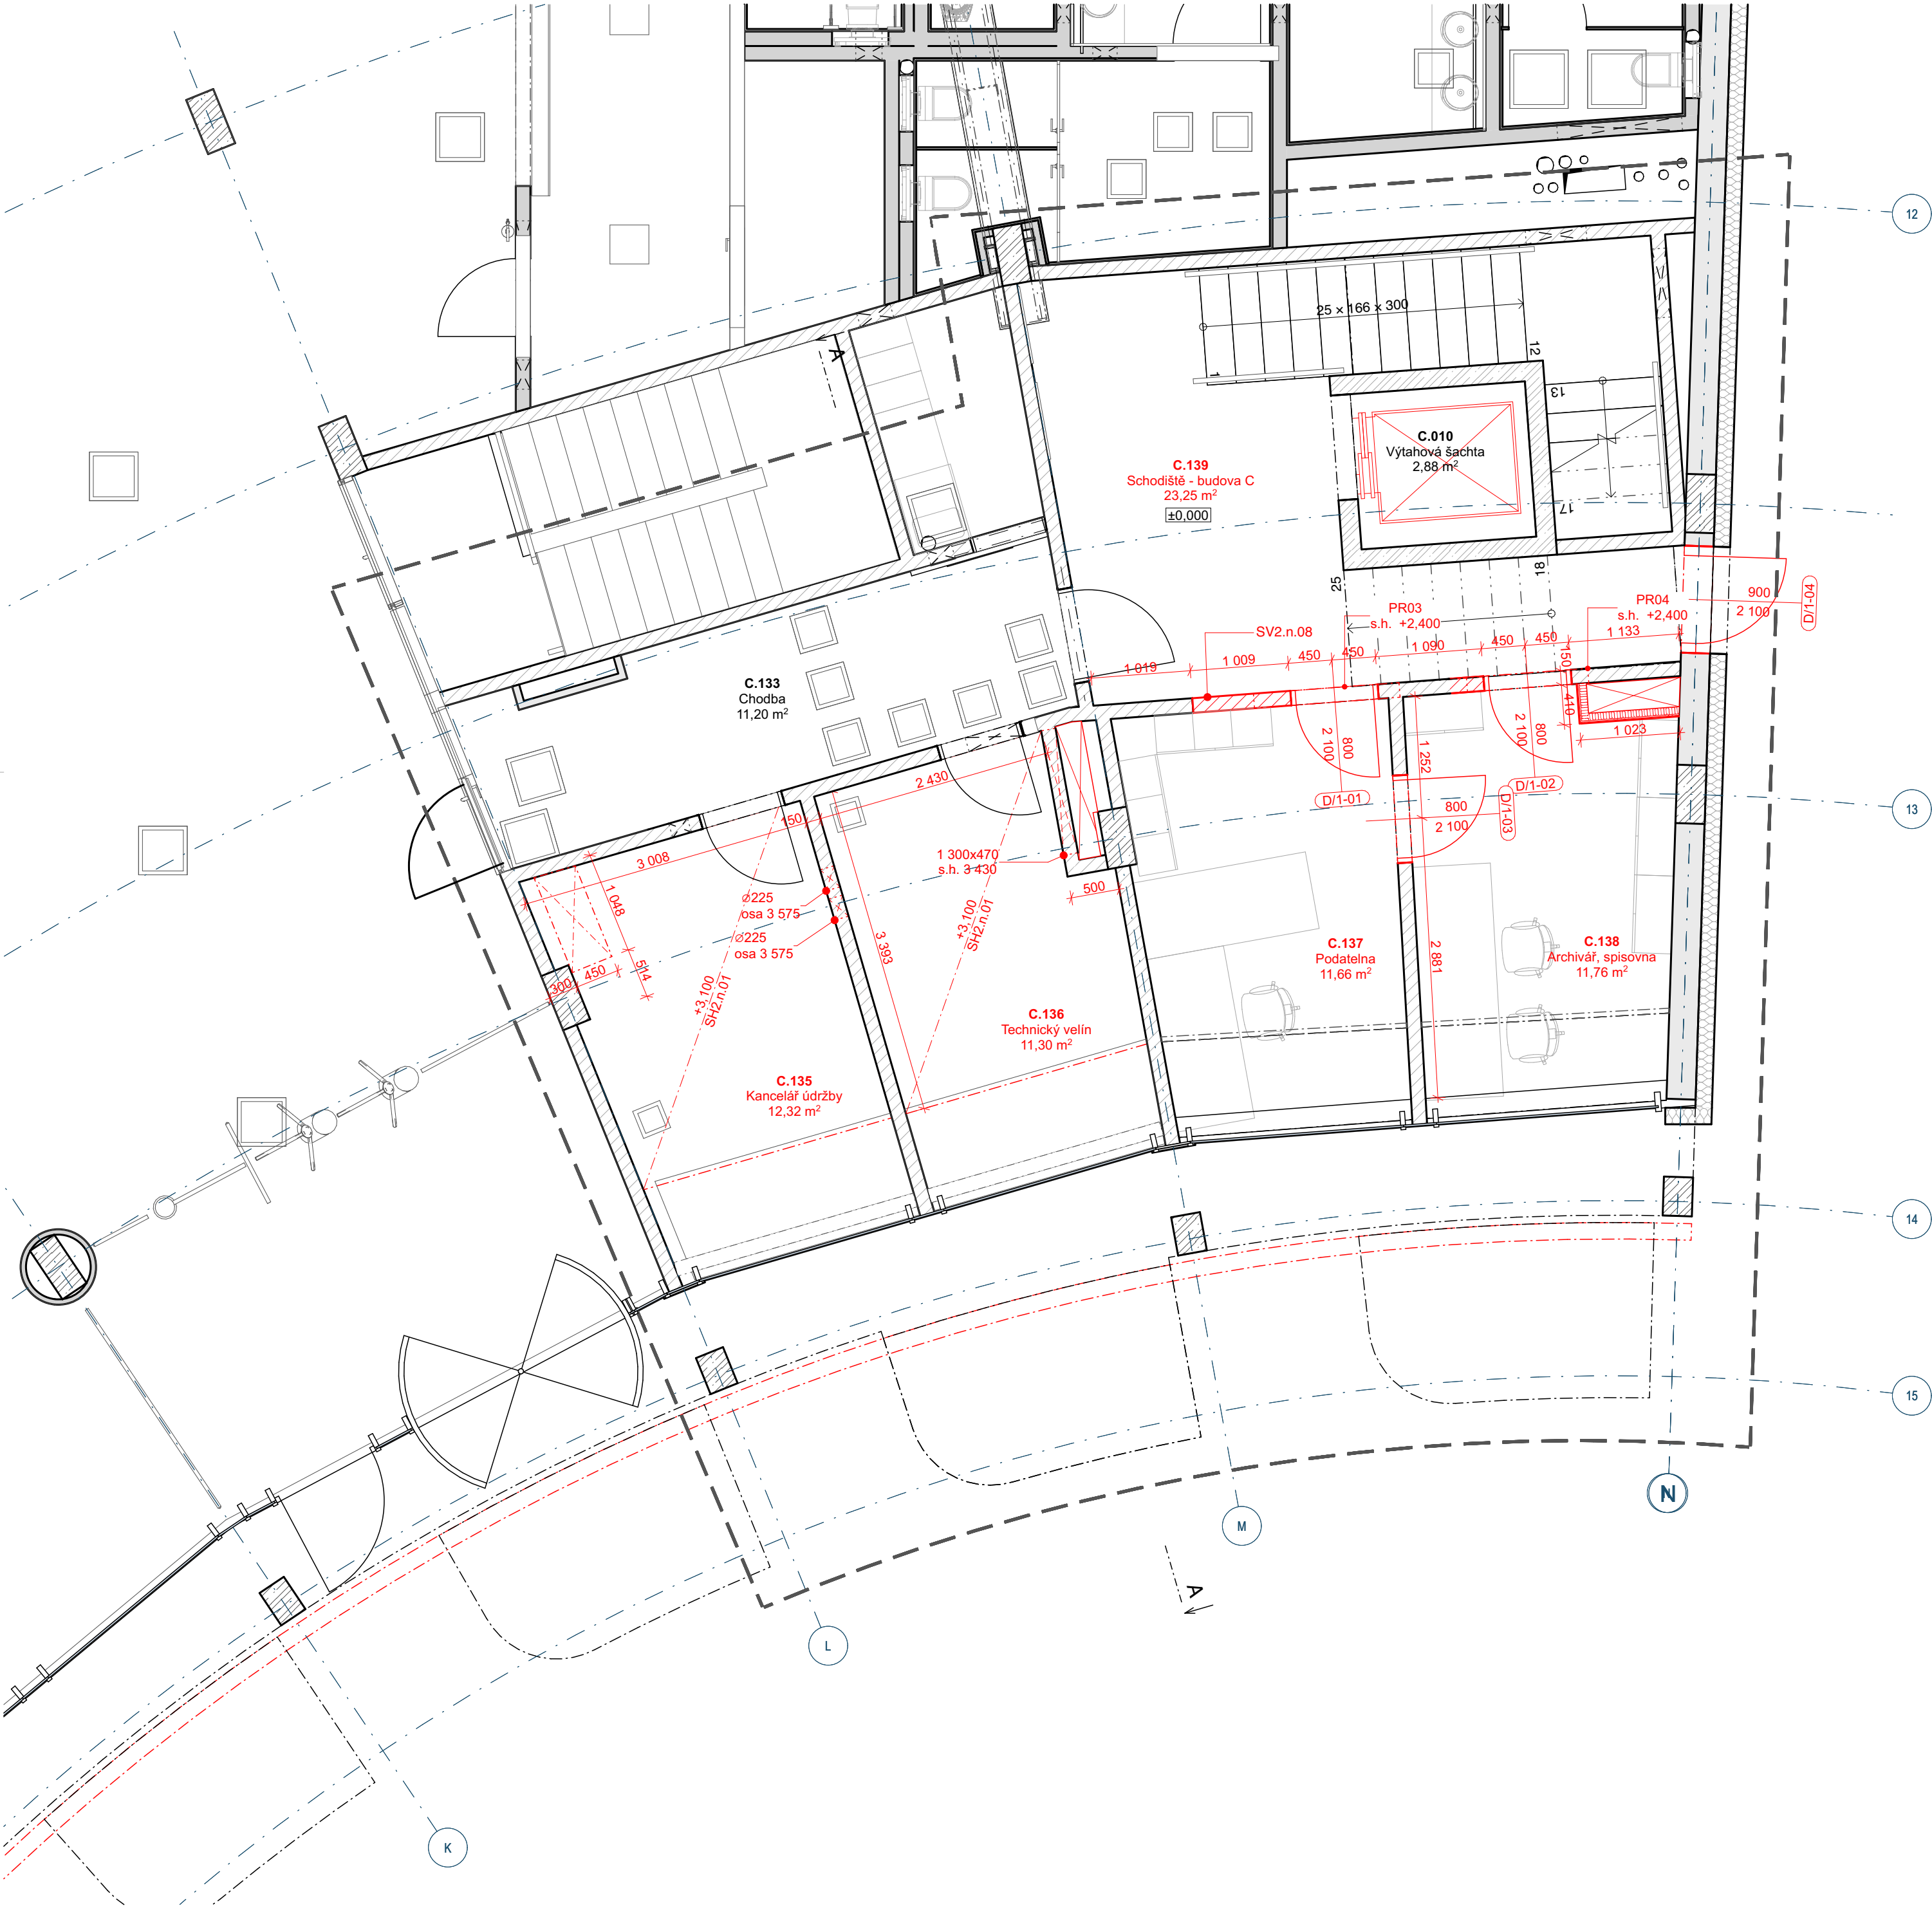 12
25 × 166 × 300
A
12
1
13
C.010
Výtahová šachta
2,88 m²
C.139
Schodiště - budova C
23,25 m²
±0,000
17
25
18
PR03
s.h. +2,400
PR04
s.h. +2,400
900
2 100
D/1-04
SV2.n.08
1 019
1 009
450
450
1 090
450
450
1 133
150
410
1 023
C.133
Chodba
11,20 m²
800
2 100
D/1-01
800
2 100
D/1-02
1 252
800
2 100
D/1-03
13
2 430
150
3 008
1 300x470
s.h. 3 430
500
1 048
514
450
300
Ø225
osa 3 575
Ø225
osa 3 575
3 393
+3,100
SH2.n.01
+3,100
SH2.n.01
2 881
C.137
Podatelna
11,66 m²
C.138
Archivář, spisovna
11,76 m²
C.136
Technický velín
11,30 m²
C.135
Kancelář údržby
12,32 m²
14
15
N
M
A
L
K